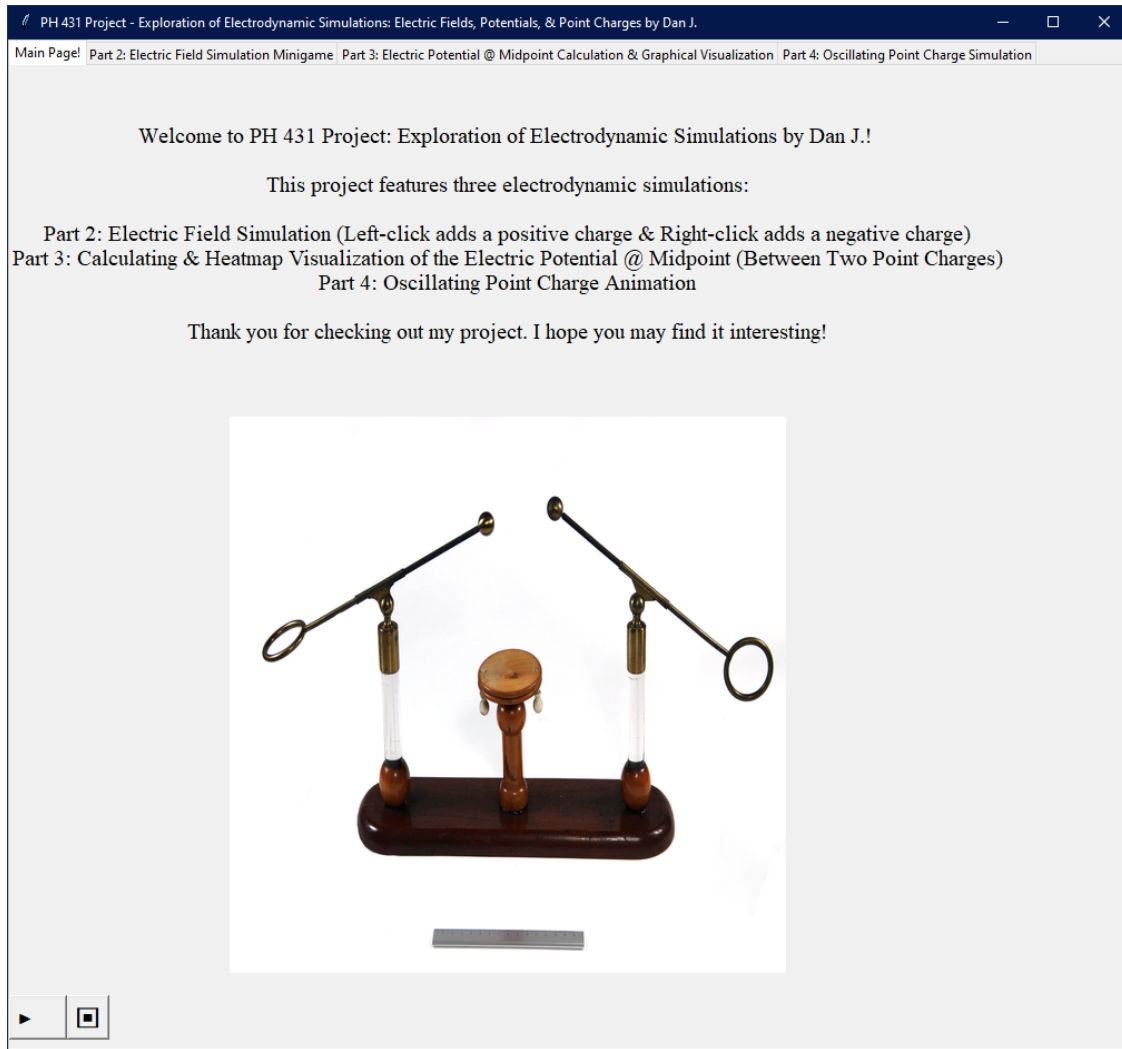 PH 431 Project - Exploration of Electrodynamic Simulations: Electric Fields, Potentials, & Point Charges by Dan J.
Main Page! Part 2: Electric Field Simulation Minigame Part 3: Electric Potential @ Midpoint Calculation & Graphical Visualization Part 4: Oscillating Point Charge Simulation
Welcome to PH 431 Project: Exploration of Electrodynamic Simulations by Dan J.!
This project features three electrodynamic simulations:
Part 2: Electric Field Simulation (Left-click adds a positive charge & Right-click adds a negative charge)
Part 3: Calculating & Heatmap Visualization of the Electric Potential @ Midpoint (Between Two Point Charges)
Part 4: Oscillating Point Charge Animation
Thank you for checking out my project. I hope you may find it interesting!